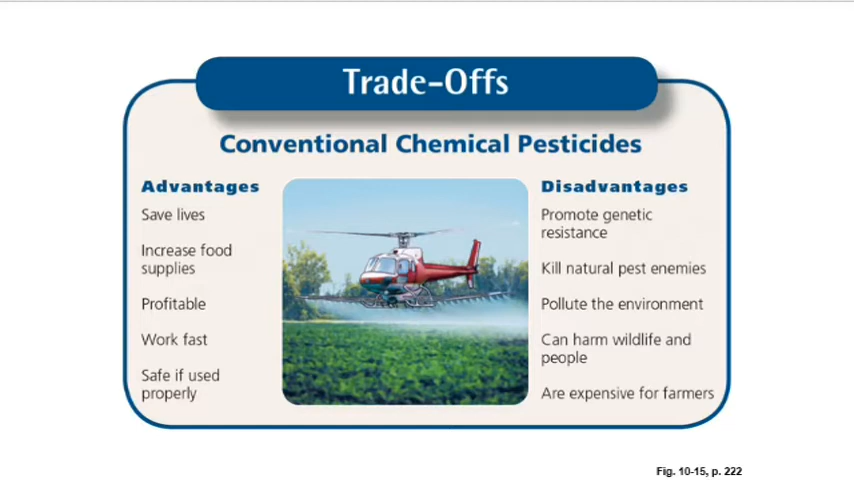 Trade-Offs
Conventional Chemical Pesticides
Advantages
Save lives
Increase food
supplies
Profitable
Work fast
Safe if used
properly
Disadvantages
Promote genetic
resistance
Kill natural pest enemies
Pollute the environment
Can harm wildlife and
people
Are expensive for farmers
Fig. 10-15, p. 222